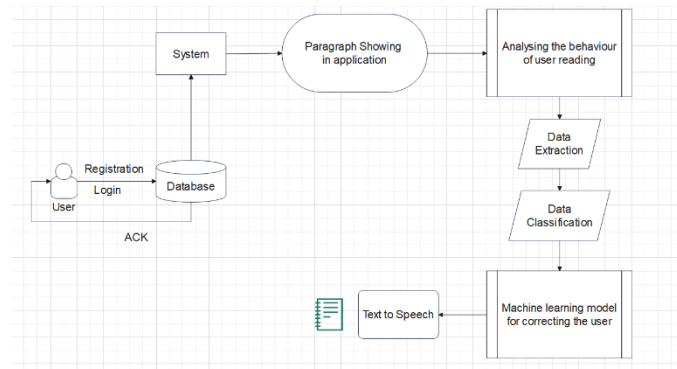 System
Paragraph Showing
in application
Analysing the behaviour
of user reading
Data
Extraction
Registration
Login
User
Database
ACK
Data
Classification
Text to Speech
Machine learning model
for correcting the user